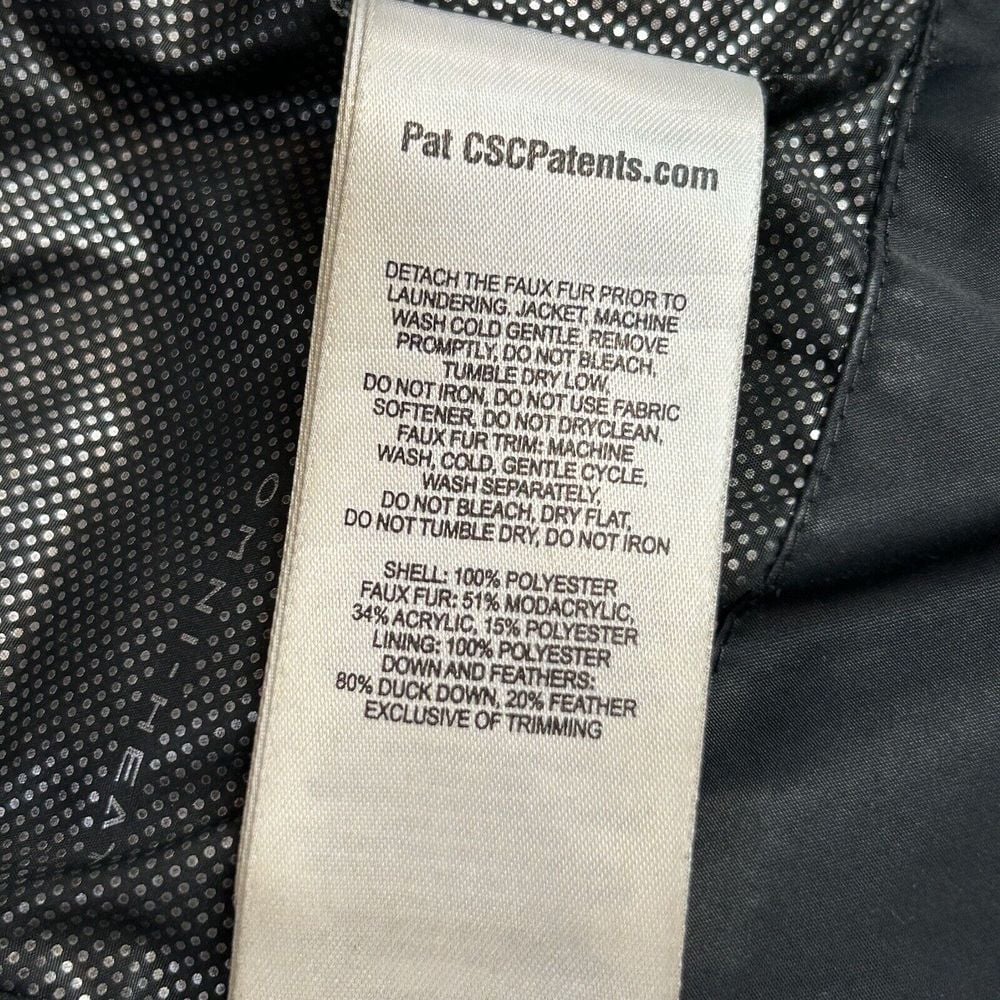 Pat CSCPatents.com
DETACH THE FAUX FUR PRIOR TO
LAUNDERING, JACKET, MACHINE
WASH COLD GENTLE, REMOVE
PROMPTLY, DO NOT BLEACH,
TUMBLE DRY LOW,
DO NOT IRON, DO NOT USE FABRIC
SOFTENER, DO NOT DRYCLEAN,
FAUX FUR TRIM: MACHINE
WASH, COLD, GENTLE CYCLE,
WASH SEPARATELY,
DO NOT BLEACH, DRY FLAT,
DO NOT TUMBLE DRY, DO NOT IRON
SHELL: 100% POLYESTER
FAUX FUR: 51% MODACRYLIC,
34% ACRYLIC, 15% POLYESTER
LINING: 100% POLYESTER
DOWN AND FEATHERS:
80% DUCK DOWN, 20% FEATHER
EXCLUSIVE OF TRIMMING